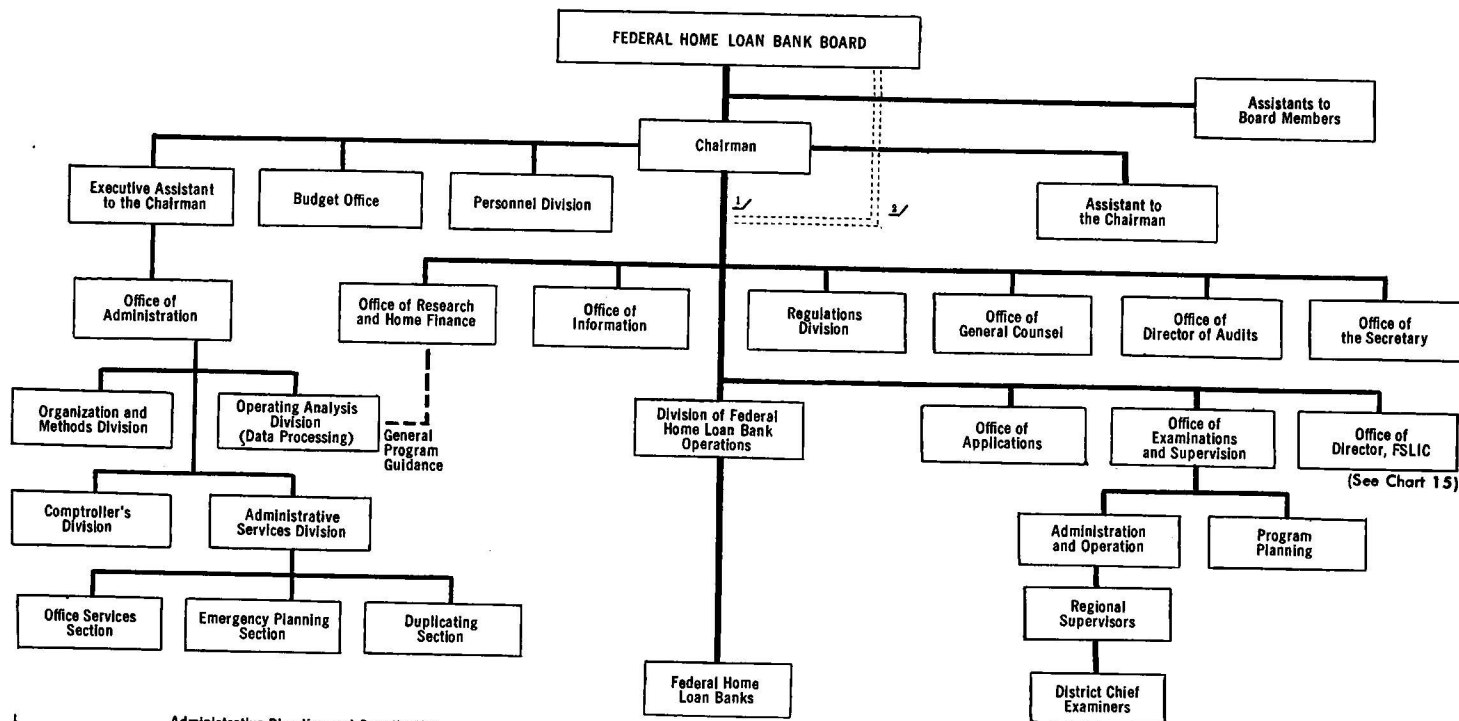 FEDERAL HOME LOAN BANK BOARD
Assistants to
Board Members
Chairman
Executive Assistant
to the Chairman
Budget Office
Personnel Division
1/
2/
Assistant to
the Chairman
Office of
Administration
Office of Research
and Home Finance
Office of
Information
Regulations
Division
Office of
General Counsel
Office of
Director of Audits
Office of
the Secretary
Organization and
Methods Division
Operating Analysis
Division
(Data Processing)
General
Program
Guidance
Division of Federal
Home Loan Bank
Operations
Office of
Applications
Office of
Examinations
and Supervision
Office of
Director, FSLIC
(See Chart 15)
Comptroller's
Division
Administrative
Services Division
Administration
and Operation
Program
Planning
Office Services
Section
Emergency Planning
Section
Duplicating
Section
Regional
Supervisors
Federal Home
Loan Banks
District Chief
Examiners